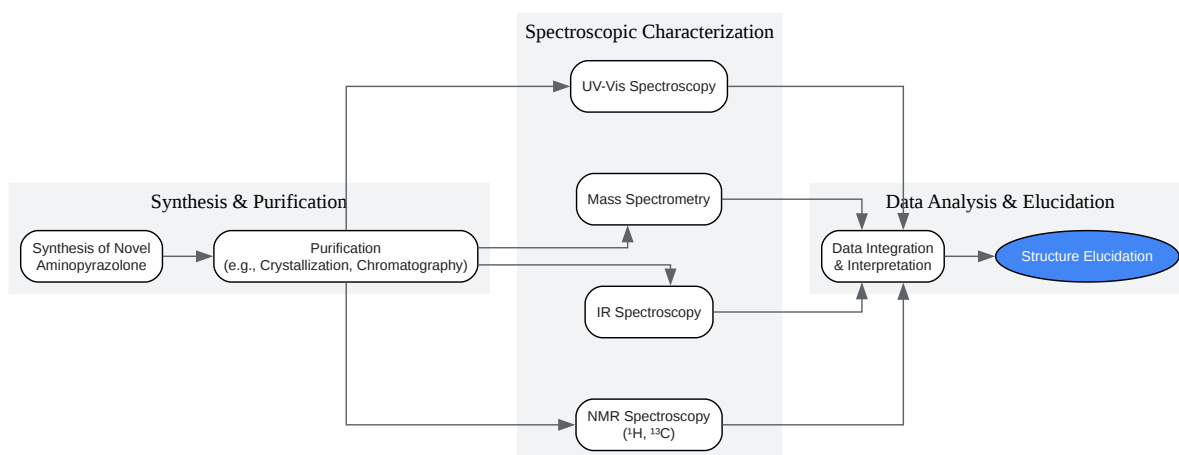 Spectroscopic Characterization
UV-Vis Spectroscopy
Synthesis & Purification
Mass Spectrometry
Data Analysis & Elucidation
Synthesis of Novel
Aminopyrazolone
Purification
(e.g., Crystallization, Chromatography)
Data Integration
& Interpretation
Structure Elucidation
IR Spectroscopy
NMR Spectroscopy
(¹H, ¹³C)